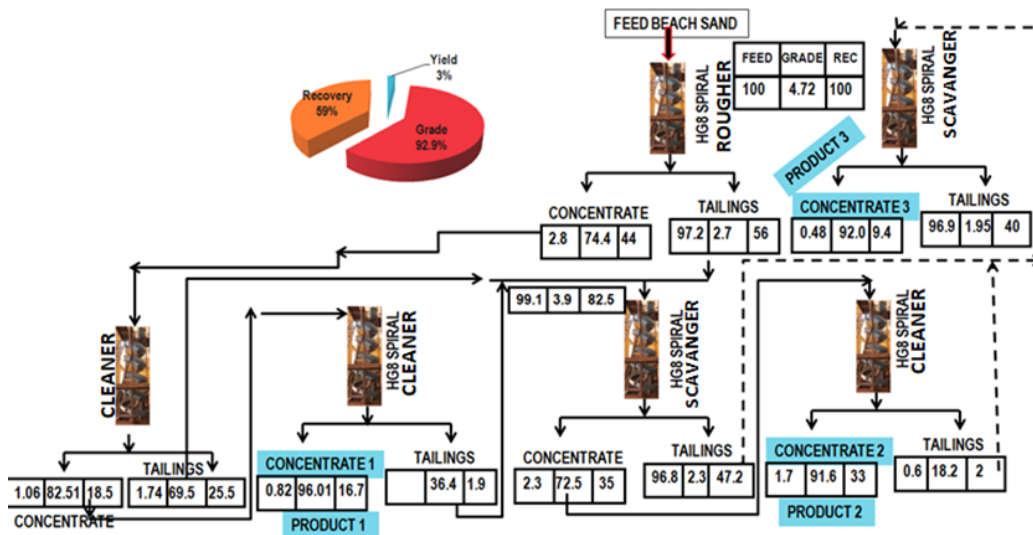 FEED BEACH SAND
Yield
3%
Recovery
59%
Grade
92.9%
HG8 SPIRAL
ROUGHER
FEED GRADE REC
100 4.72 100
HG8 SPIRAL
SCAVANGER
PRODUCT 3
CONCENTRATE
2.8 74.4 44
TAILINGS
97.2 2.7 56
CONCENTRATE 3
0.48 92.0 9.4
TAILINGS
96.9 1.95 40
99.1 3.9 82.5
CLEANER
HG8 SPIRAL
CLEANER
HG8 SPIRAL
SCAVANGER
HG8 SPIRAL
CLEANER
1.06 82.51 18.5
CONCENTRATE
TAILINGS
1.74 69.5 25.5
CONCENTRATE 1
0.82 96.01 16.7
PRODUCT 1
TAILINGS
36.4 1.9
CONCENTRATE
2.3 72.5 35
TAILINGS
96.8 2.3 47.2
CONCENTRATE 2
1.7 91.6 33
PRODUCT 2
TAILINGS
0.6 18.2 2